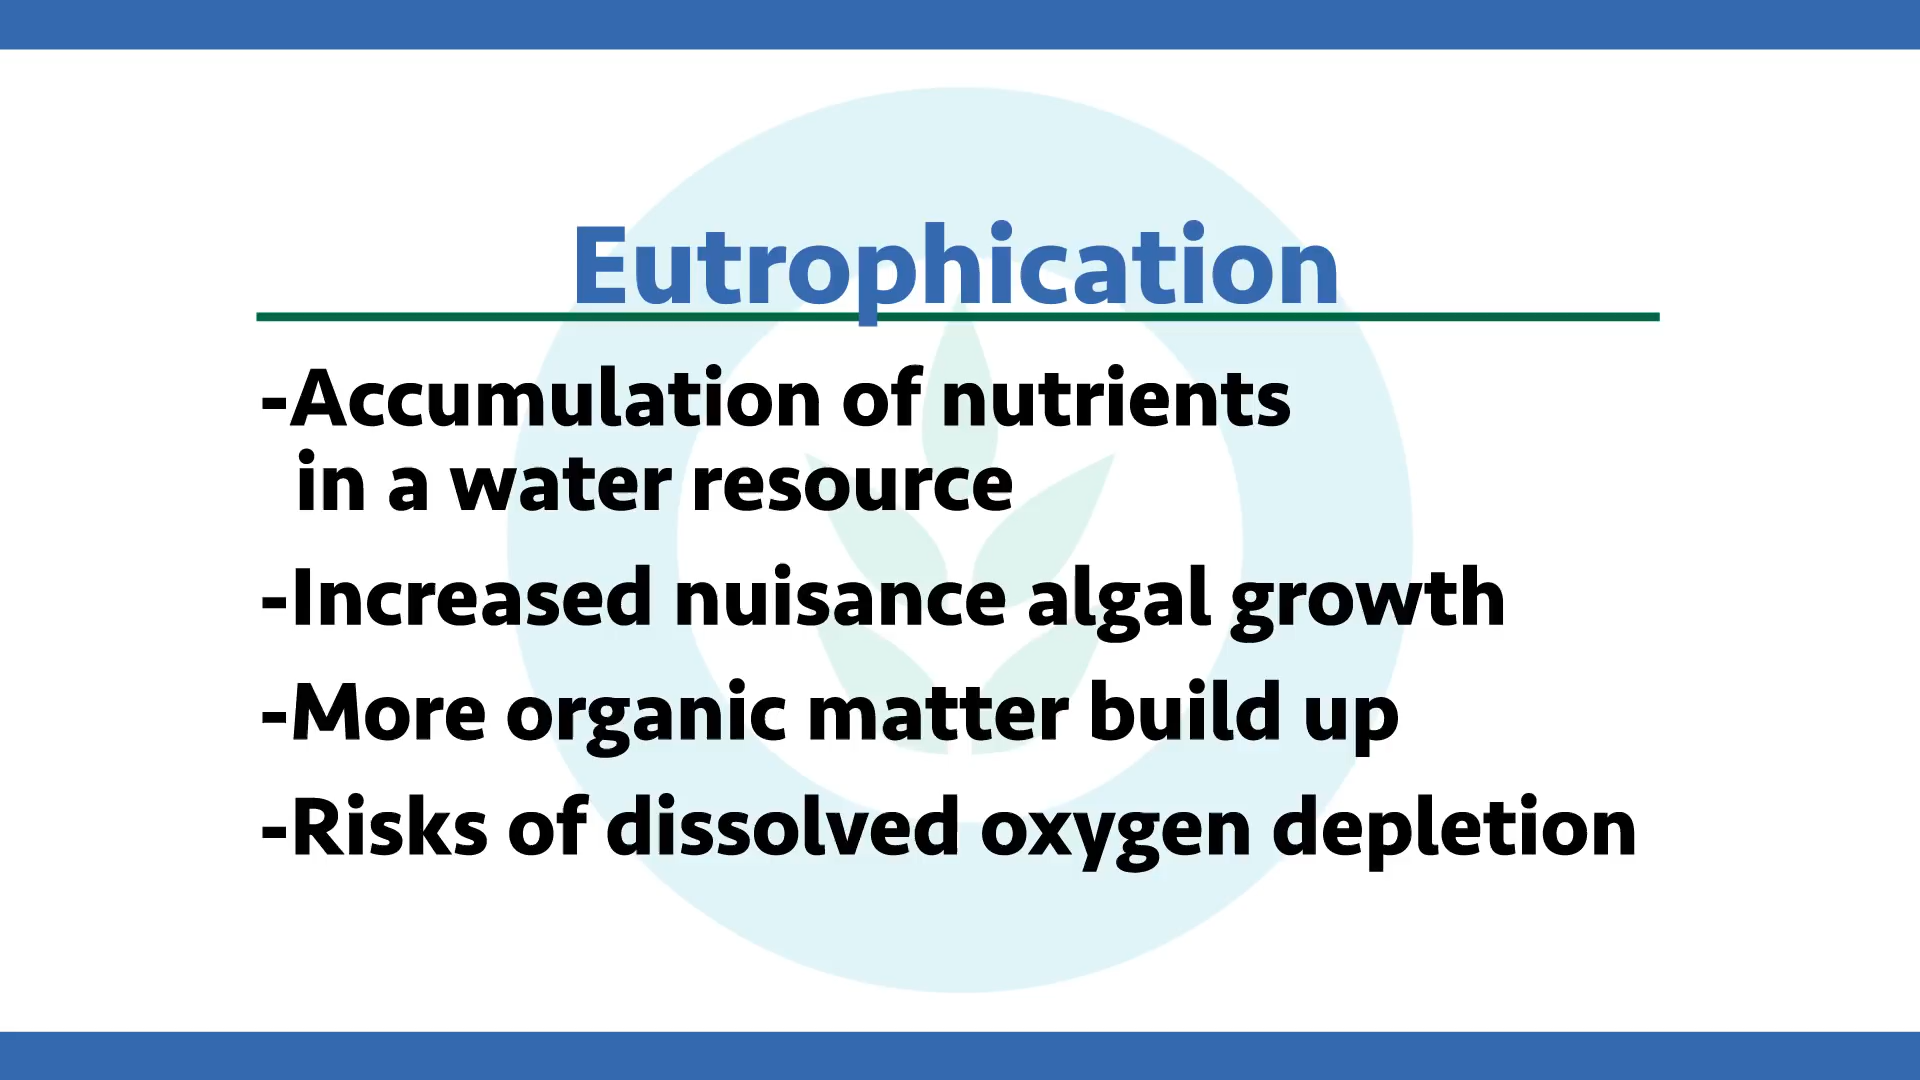 Eutrophication
-Accumulation of nutrients
in a water resource
-Increased nuisance algal growth
-More organic matter build up
-Risks of dissolved oxygen depletion